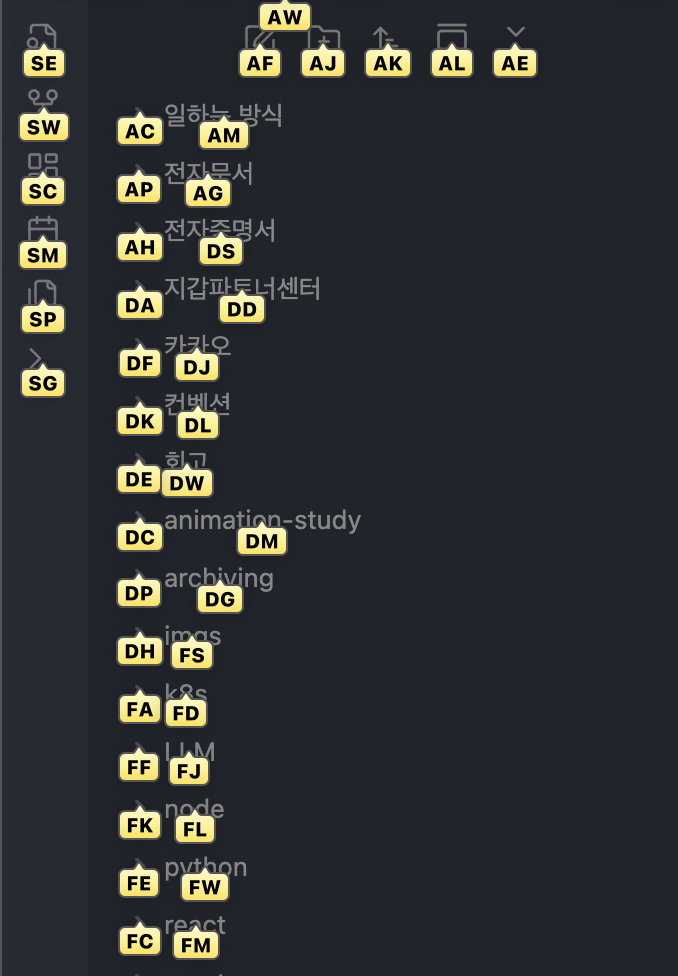 AW
SE AF AJ AK AL AE
일하는 방식
SW AC AM
전자문서
SC AP AG
전자증명서
SM AH DS
지갑파트너센터
SP DA DD
카카오
SG DF DJ
컨벤션
DK DL
회고
DE DW
animation-study
DC DM
archiving
DP DG
imgs
DH FS
k8s
FA FD
LLM
FF FJ
node
FK FL
python
FE FW
react
FC FM